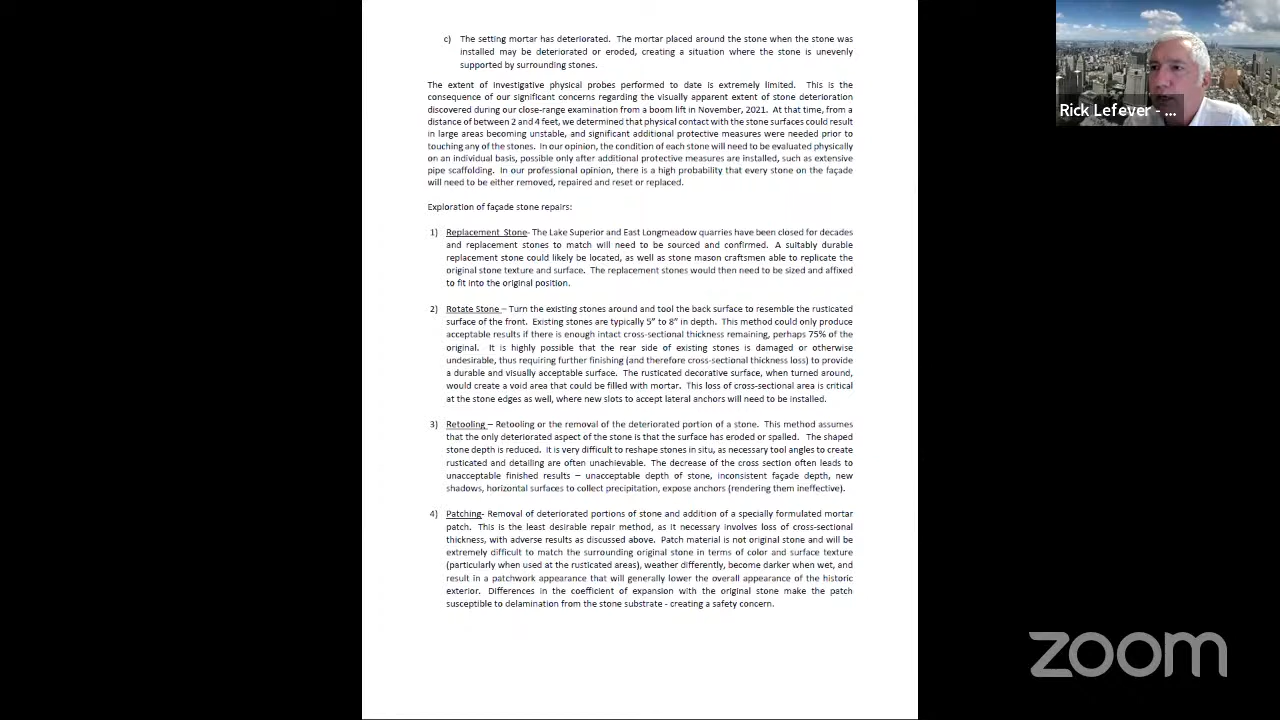 c) The setting mortar has deteriorated. The mortar placed around the stone when the stone was
installed may be deteriorated or eroded, creating a situation where the stone is unevenly
supported by surrounding stones.
The extent of investigative physical probes performed to date is extremely limited. This is the
consequence of our significant concerns regarding the visually apparent extent of stone deterioration
discovered during our close-range examination from a boom lift in November, 2021. At that time, from a
distance of between 2 and 4 feet, we determined that physical contact with the stone surfaces could result
in large areas becoming unstable, and significant additional protective measures were needed prior to
touching any of the stones. In our opinion, the condition of each stone will need to be evaluated physically
on an individual basis, possible only after additional protective measures are installed, such as extensive
pipe scaffolding. In our professional opinion, there is a high probability that every stone on the façade
will need to be either removed, repaired and reset or replaced.
Exploration of façade stone repairs:
1) Replacement Stone- The Lake Superior and East Longmeadow quarries have been closed for decades
and replacement stones to match will need to be sourced and confirmed. A suitably durable
replacement stone could likely be located, as well as stone mason craftsmen able to replicate the
original stone texture and surface. The replacement stones would then need to be sized and affixed
to fit into the original position.
2) Rotate Stone – Turn the existing stones around and tool the back surface to resemble the rusticated
surface of the front. Existing stones are typically 5" to 8" in depth. This method could only produce
acceptable results if there is enough intact cross-sectional thickness remaining, perhaps 75% of the
original. It is highly possible that the rear side of existing stones is damaged or otherwise
undesirable, thus requiring further finishing (and therefore cross-sectional thickness loss) to provide
a durable and visually acceptable surface. The rusticated decorative surface, when turned around,
would create a void area that could be filled with mortar. This loss of cross-sectional area is critical
at the stone edges as well, where new slots to accept lateral anchors will need to be installed.
3) Retooling – Retooling or the removal of the deteriorated portion of a stone. This method assumes
that the only deteriorated aspect of the stone is that the surface has eroded or spalled. The shaped
stone depth is reduced. It is very difficult to reshape stones in situ, as necessary tool angles to create
rusticated and detailing are often unachievable. The decrease of the cross section often leads to
unacceptable finished results – unacceptable depth of stone, inconsistent façade depth, new
shadows, horizontal surfaces to collect precipitation, expose anchors (rendering them ineffective).
4) Patching- Removal of deteriorated portions of stone and addition of a specially formulated mortar
patch. This is the least desirable repair method, as it necessary involves loss of cross-sectional
thickness, with adverse results as discussed above. Patch material is not original stone and will be
extremely difficult to match the surrounding original stone in terms of color and surface texture
(particularly when used at the rusticated areas), weather differently, become darker when wet, and
result in a patchwork appearance that will generally lower the overall appearance of the historic
exterior. Differences in the coefficient of expansion with the original stone make the patch
susceptible to delamination from the stone substrate - creating a safety concern.
Rick Lefever - ...
zoom